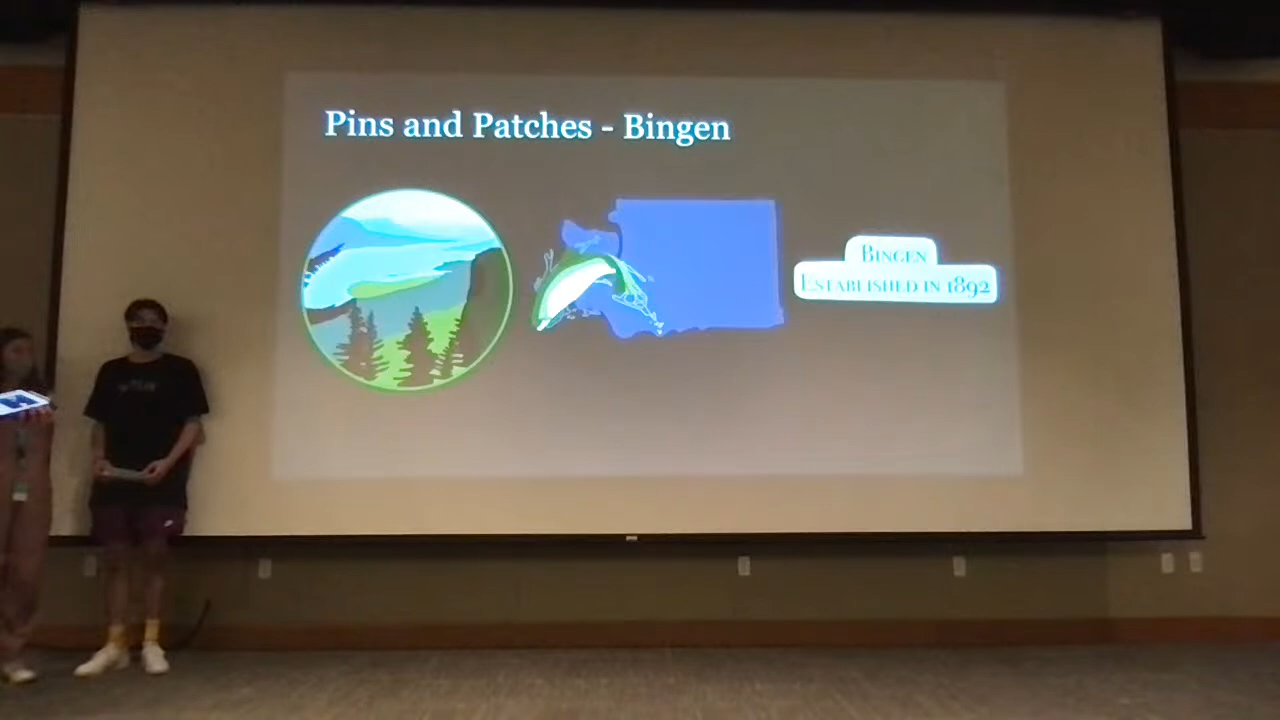 Pins and Patches - Bingen
Bingen
Established in 1892